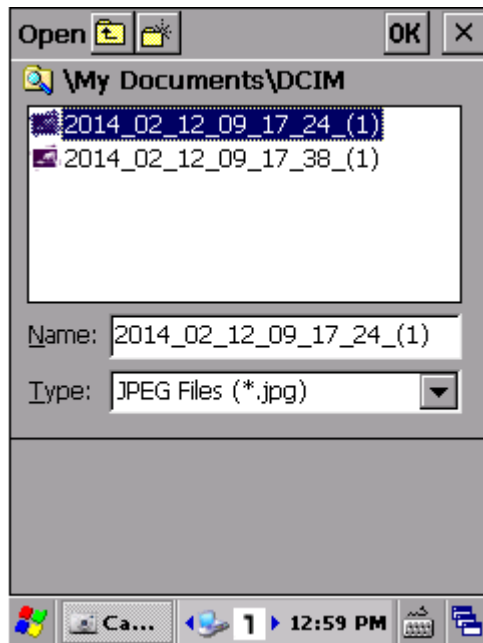 Open OK ×
\My Documents\DCIM
2014_02_12_09_17_24_(1)
2014_02_12_09_17_38_(1)
Name: 2014_02_12_09_17_24_(1)
Type: JPEG Files (*.jpg)
Ca... 1 12:59 PM